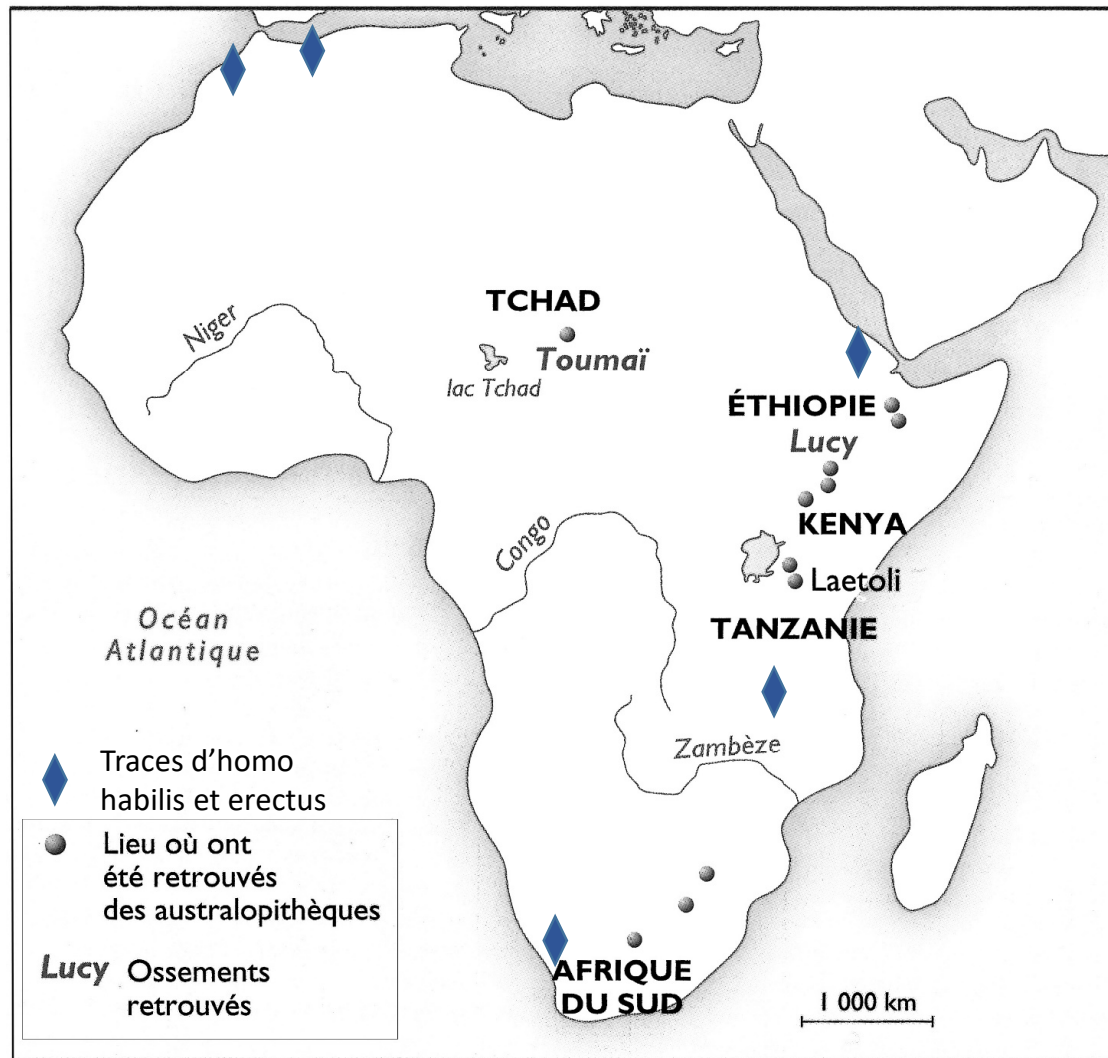 TCHAD
Niger
Toumaï
lac Tchad
ÉTHIOPIE
Lucy
KENYA
Congo
Laetoli
Océan
Atlantique
TANZANIE
Zambèze
Traces d’homo
habilis et erectus
Lieu où ont
été retrouvés
des australopithèques
Lucy Ossements
retrouvés
AFRIQUE
DU SUD
1 000 km